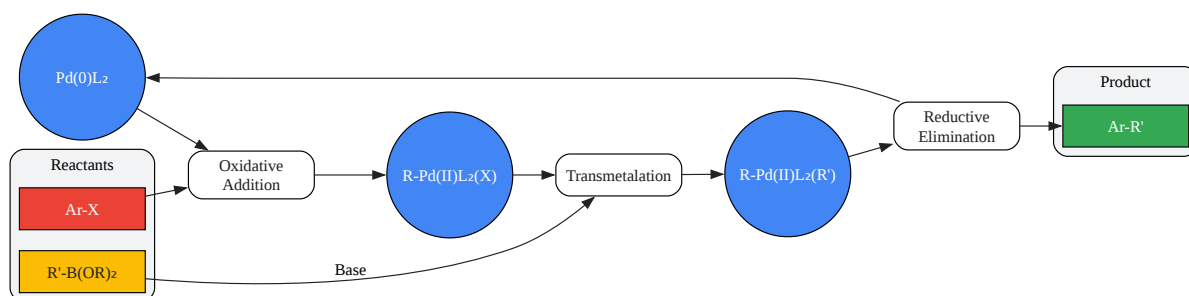 Pd(0)L₂
Reactants
Ar-X
R'-B(OR)₂
Oxidative
Addition
R-Pd(II)L₂(X)
Base
Transmetalation
R-Pd(II)L₂(R')
Reductive
Elimination
Product
Ar-R'